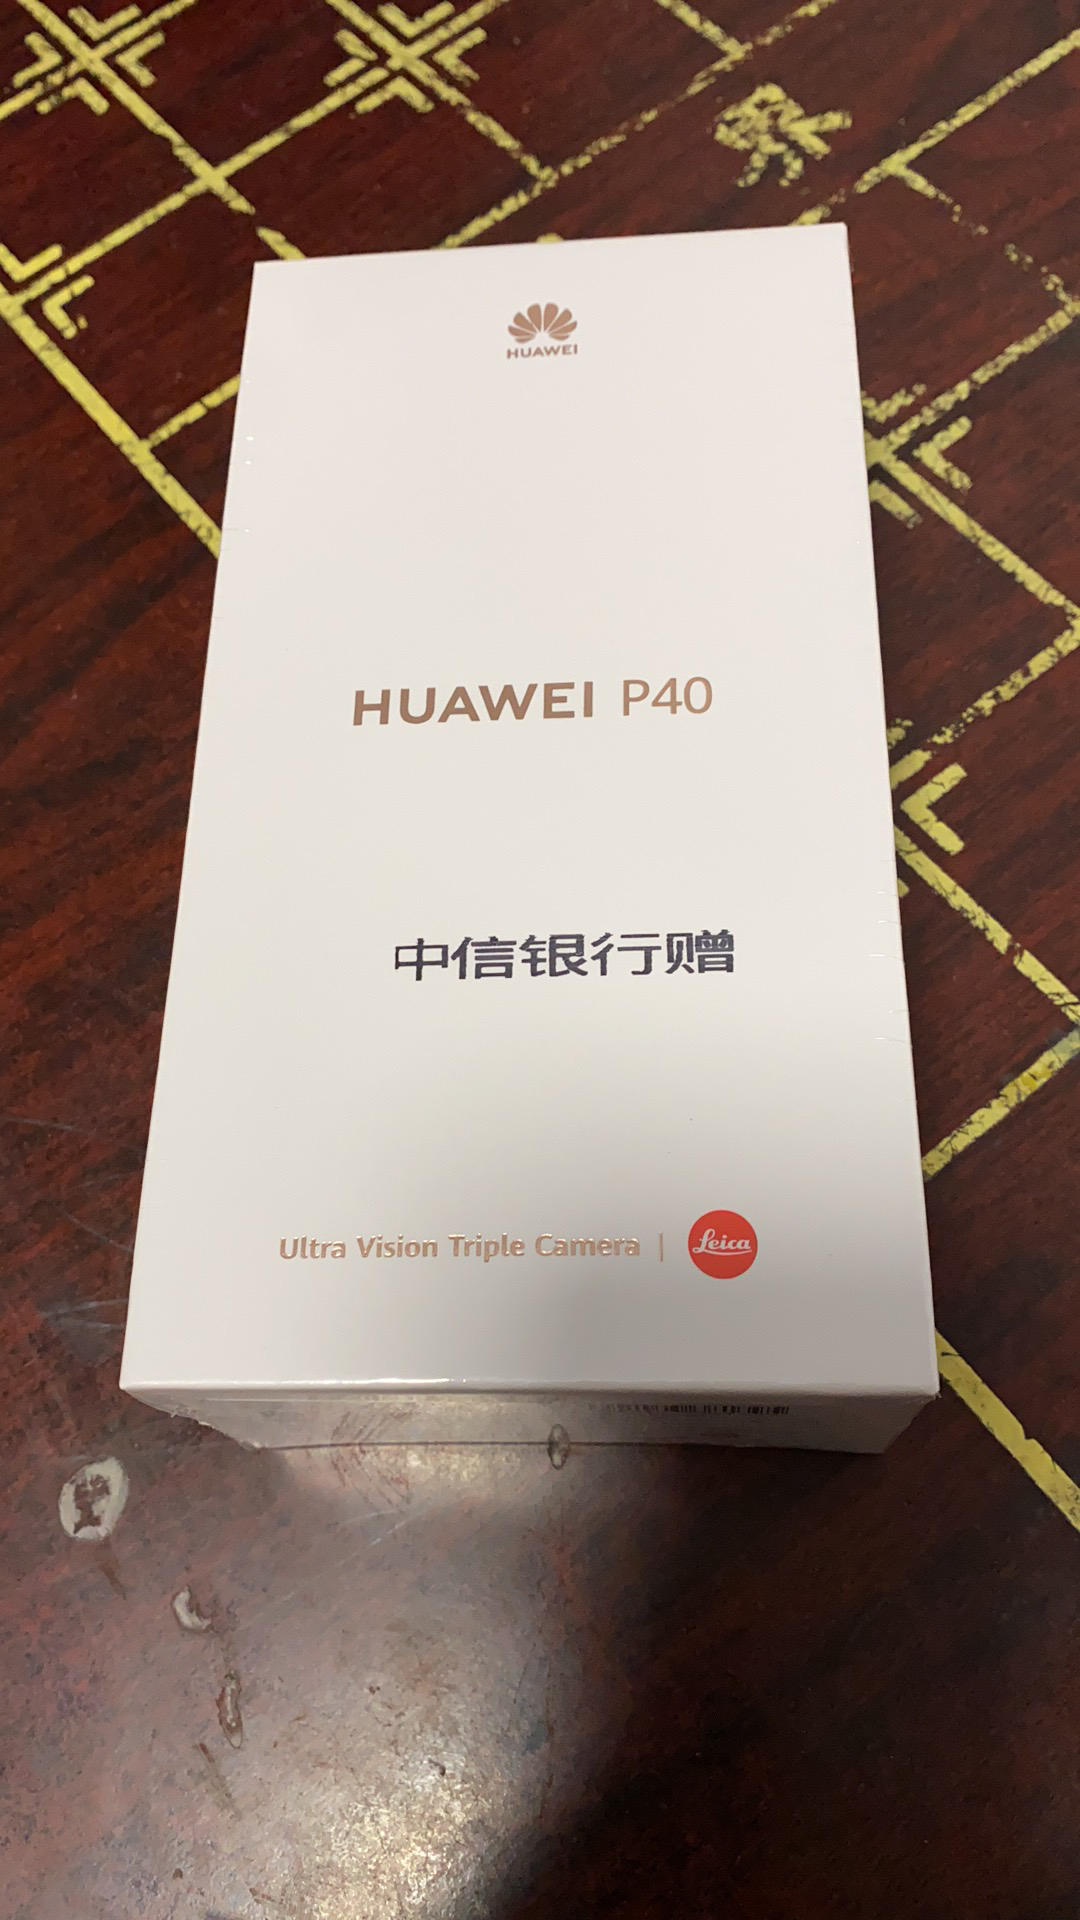 HUAWEI
HUAWEI P40
中信银行赠
Ultra Vision Triple Camera | Leica